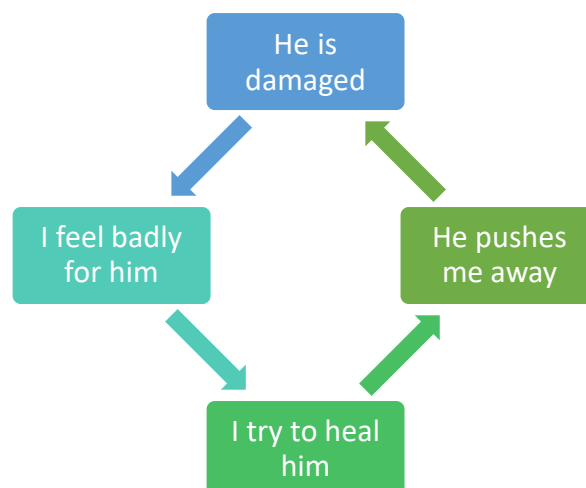 He is
damaged
I feel badly
for him
He pushes
me away
I try to heal
him